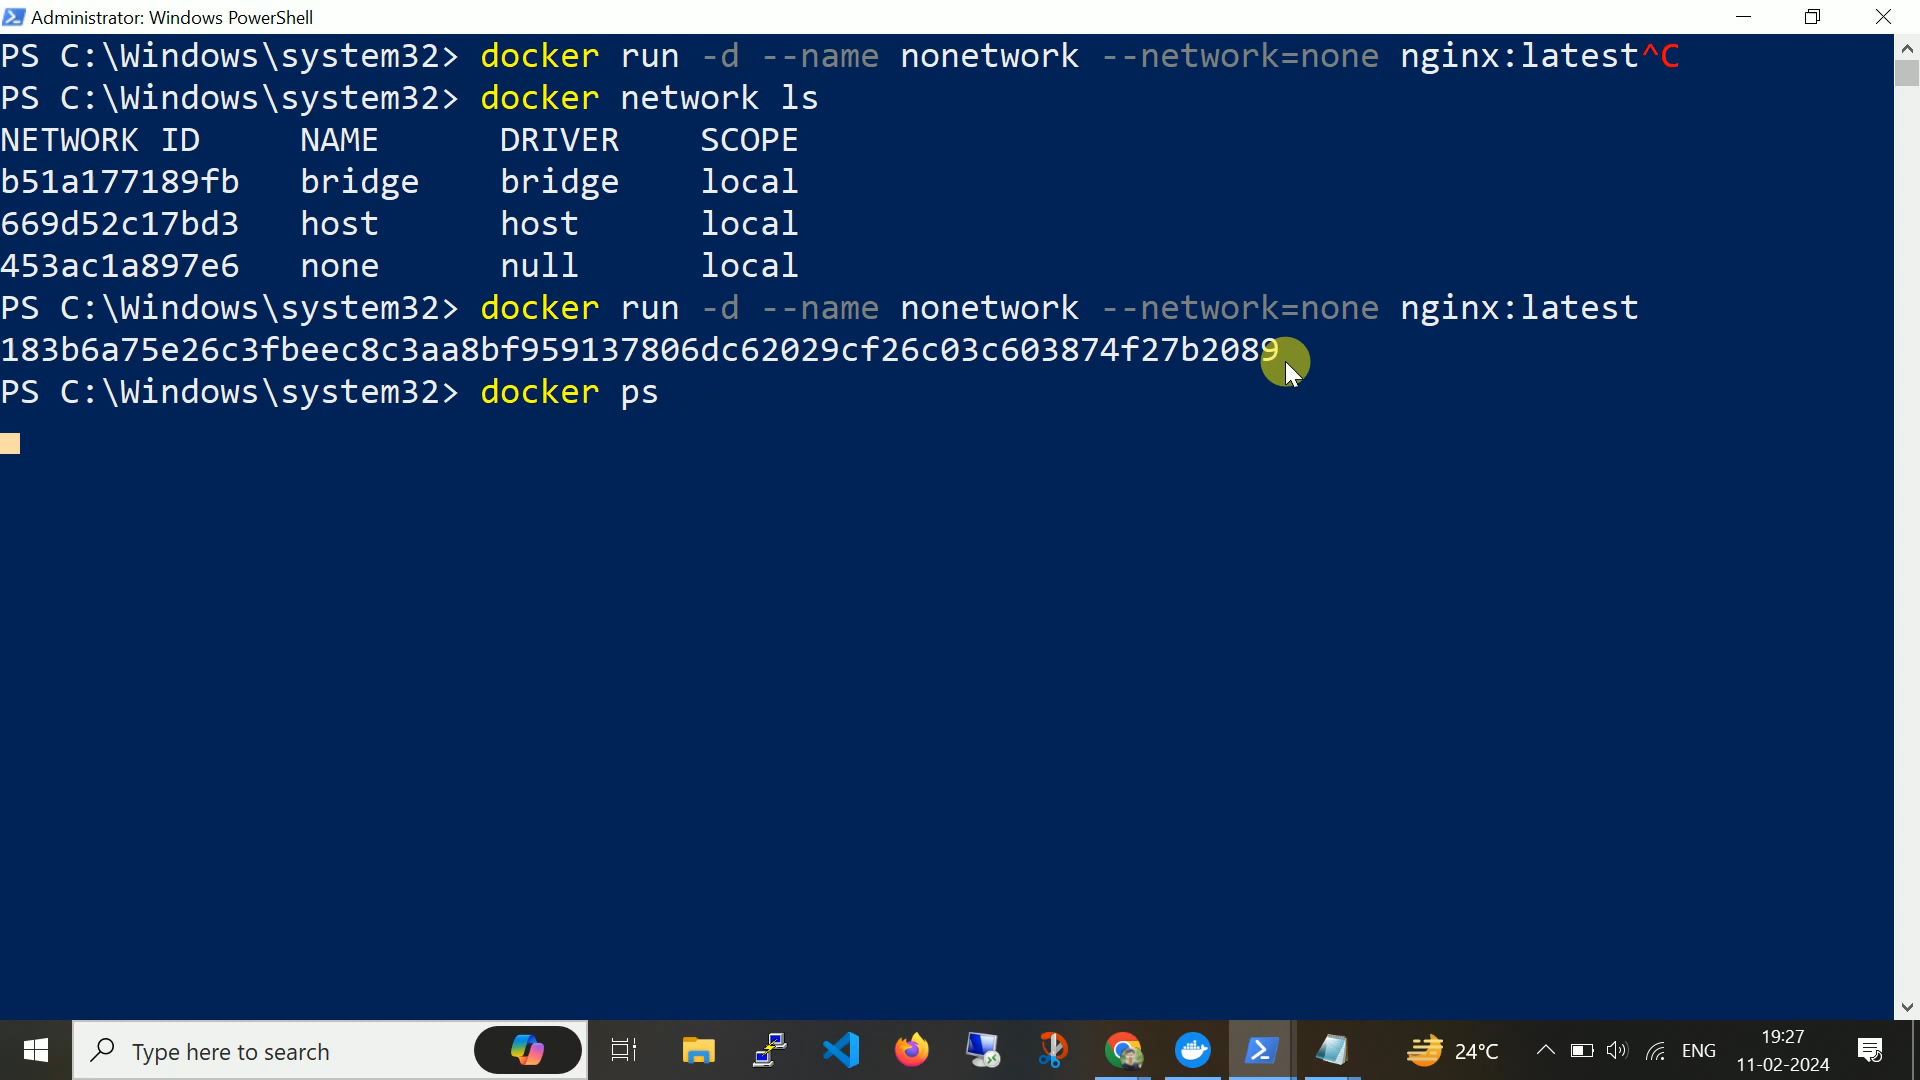 Administrator: Windows PowerShell
PS C:\Windows\system32> docker run -d --name nonetwork --network=none nginx:latest^C
PS C:\Windows\system32> docker network ls
NETWORK ID     NAME      DRIVER    SCOPE
b51a177189fb   bridge    bridge    local
669d52c17bd3   host      host      local
453ac1a897e6   none      null      local
PS C:\Windows\system32> docker run -d --name nonetwork --network=none nginx:latest
183b6a75e26c3fbeec8c3aa8bf959137806dc62029cf26c03c603874f27b2089
PS C:\Windows\system32> docker ps
Type here to search
24°C
ENG
19:27
11-02-2024